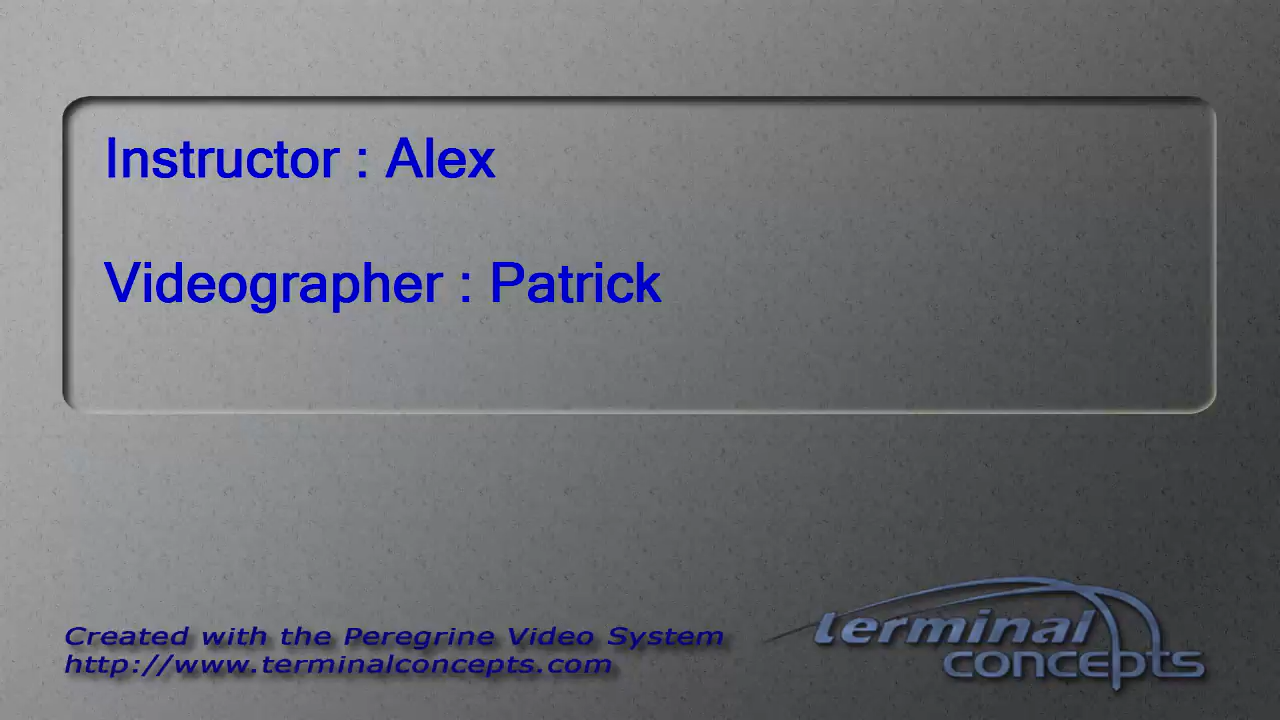 Instructor : Alex
Videographer : Patrick
Created with the Peregrine Video System
http://www.terminalconcepts.com
terminal
concepts